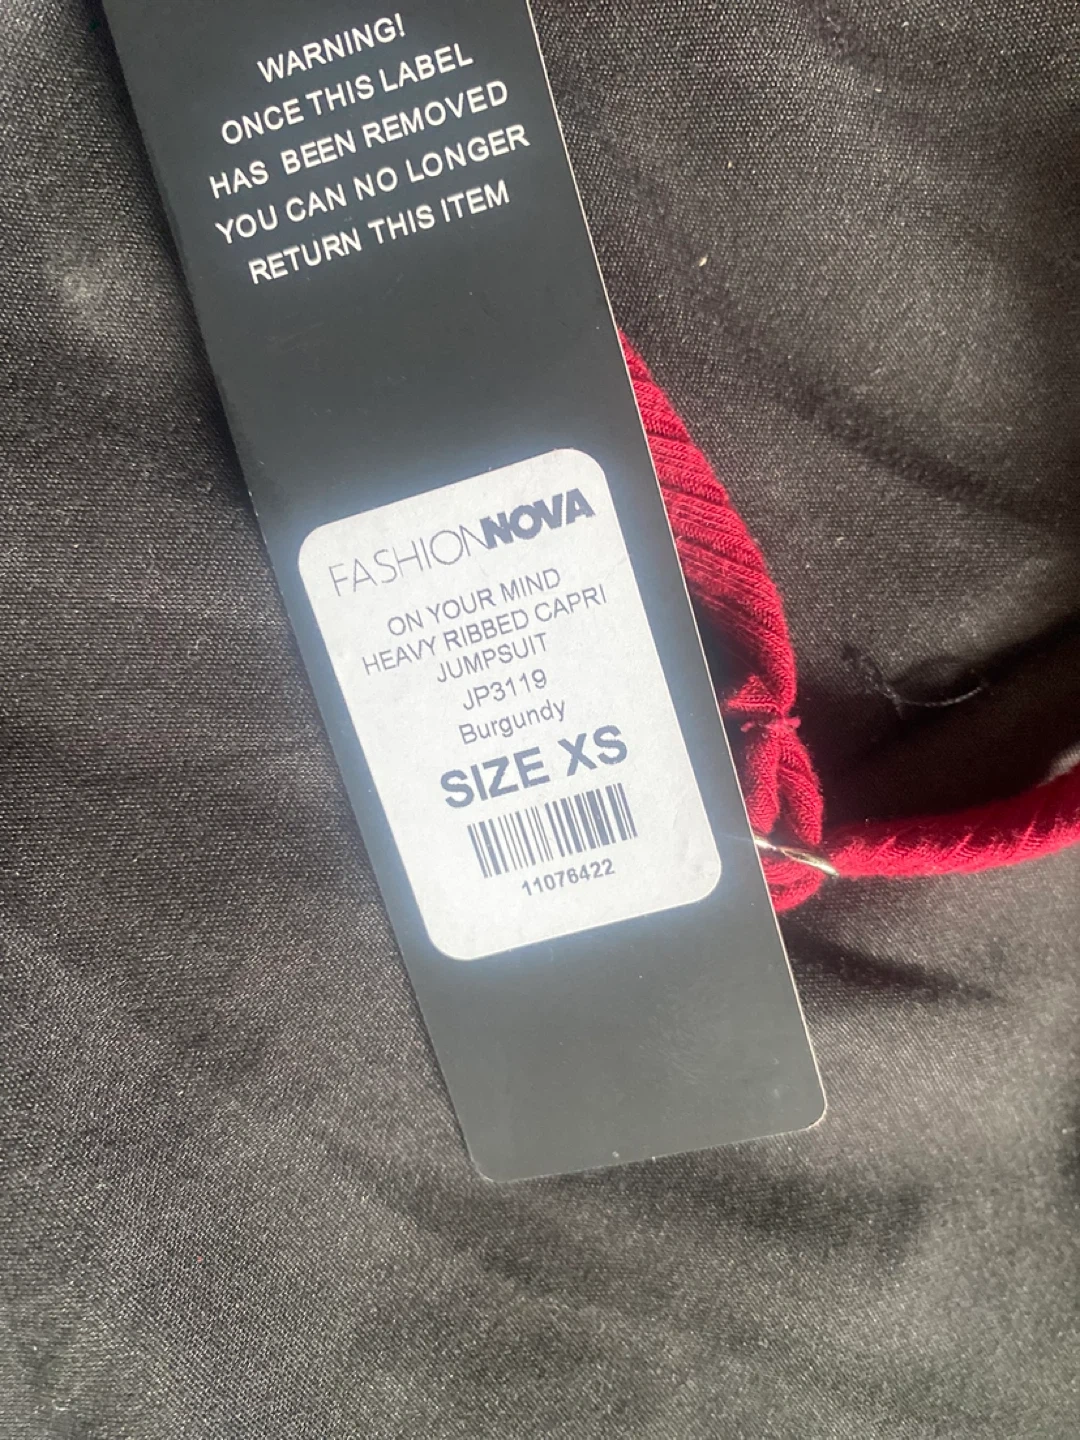 WARNING!
ONCE THIS LABEL
HAS BEEN REMOVED
YOU CAN NO LONGER
RETURN THIS ITEM
FASHIONNOVA
ON YOUR MIND
HEAVY RIBBED CAPRI
JUMPSUIT
JP3119
Burgundy
SIZE XS
11076422